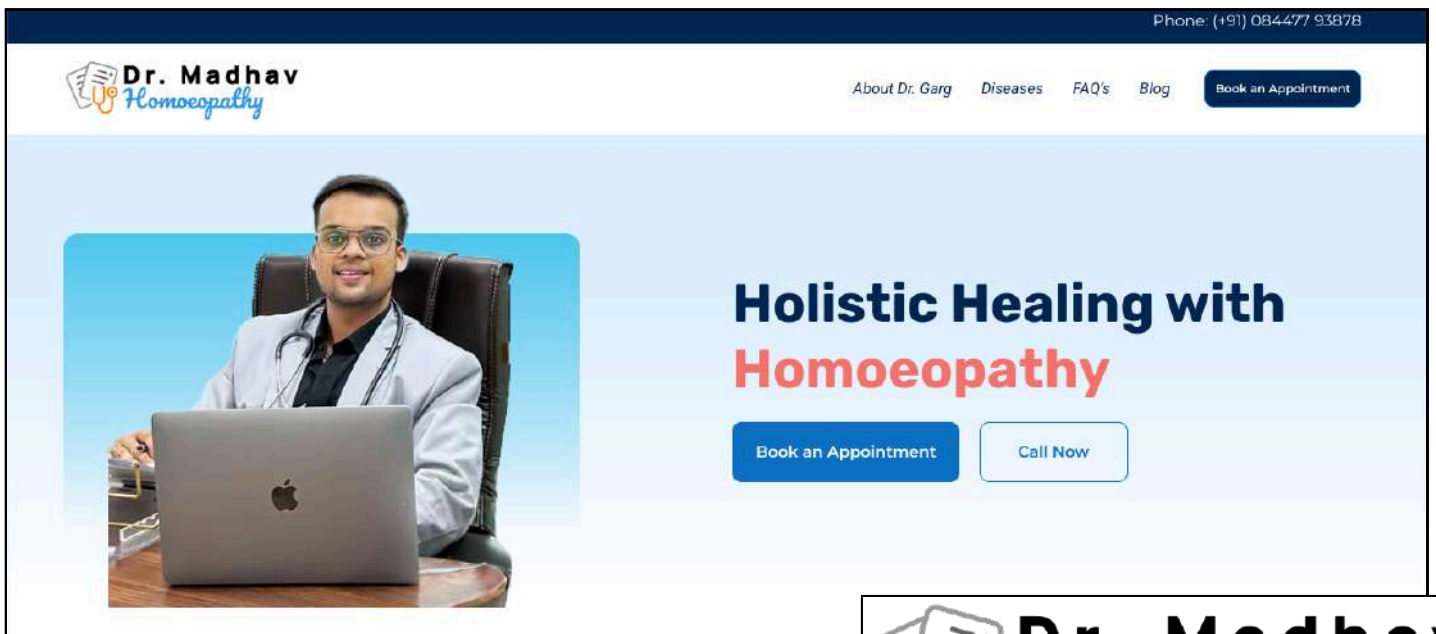 Phone: (+91) 084477 93878
Dr. Madhav
Homoeopathy
About Dr. Garg Diseases FAQ's Blog Book an Appointment
Holistic Healing with
Homoeopathy
Book an Appointment Call Now
Dr. Madhav